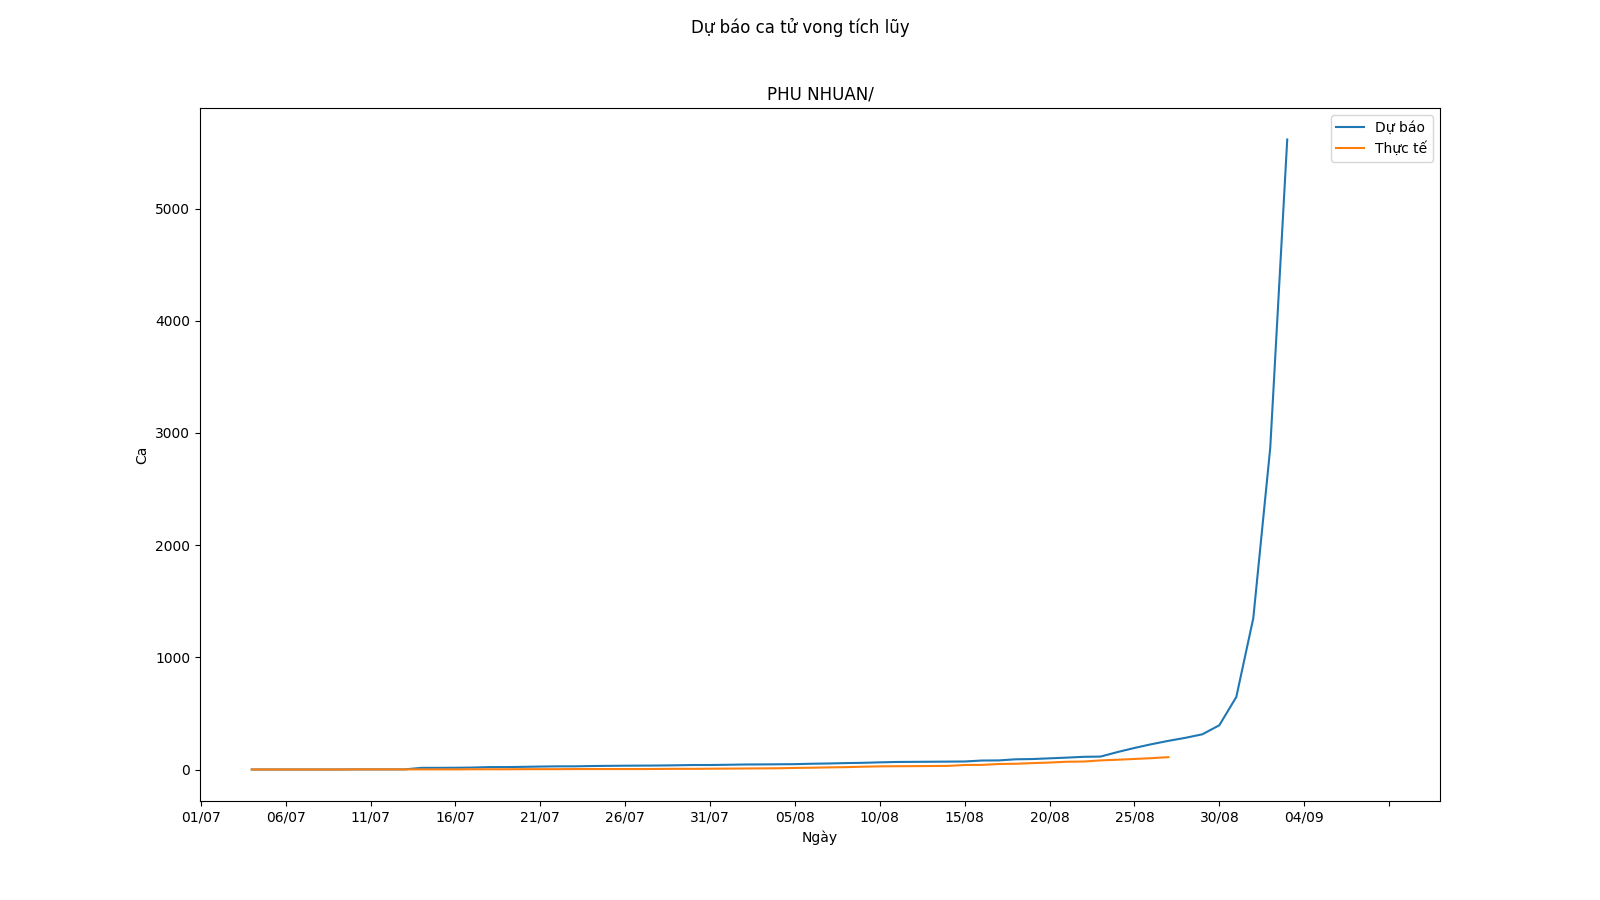 Dự báo ca tử vong tích lũy
PHU NHUAN/
Dự báo
Thực tế
5000
4000
3000
2000
1000
0
Ca
01/07 06/07 11/07 16/07 21/07 26/07 31/07 05/08 10/08 15/08 20/08 25/08 30/08 04/09
Ngày